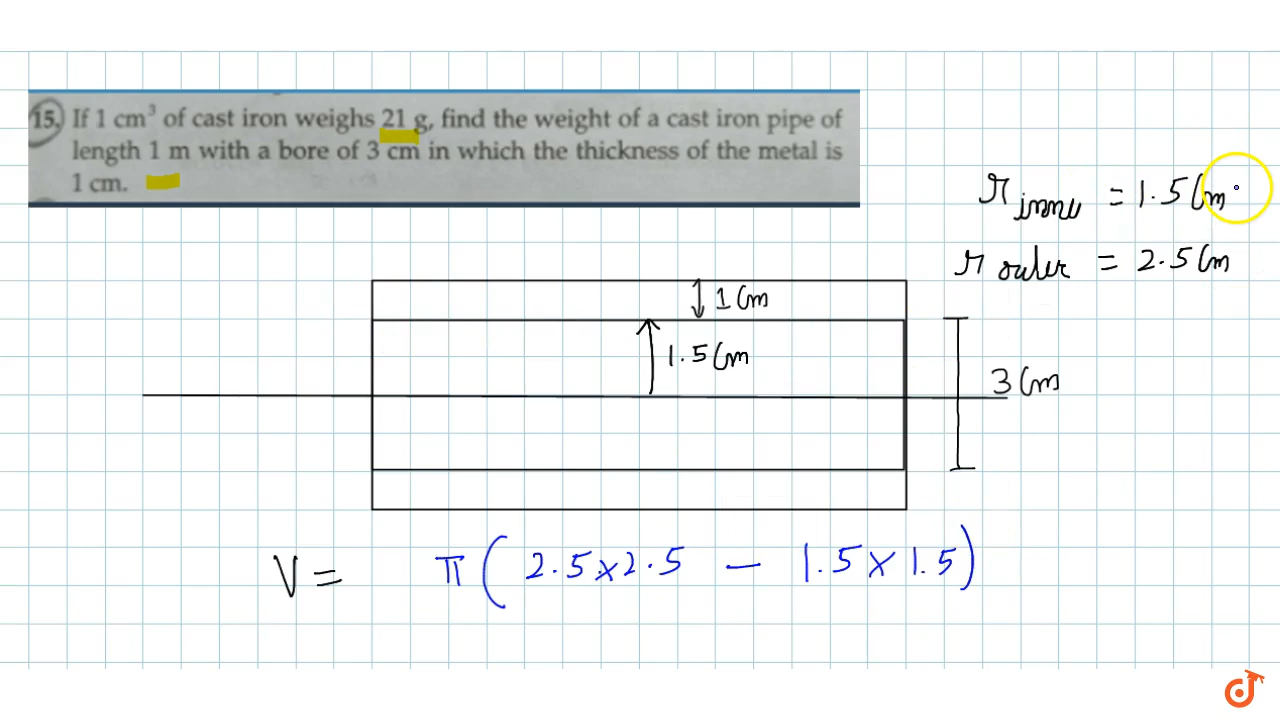 15. If 1 cm³ of cast iron weighs 21 g, find the weight of a cast iron pipe of
length 1 m with a bore of 3 cm in which the thickness of the metal is
1 cm.
r inner = 1.5 Cm
r outer = 2.5 Cm
1 Cm
1.5 Cm
3 Cm
V = π ( 2.5 × 2.5 - 1.5 × 1.5 )